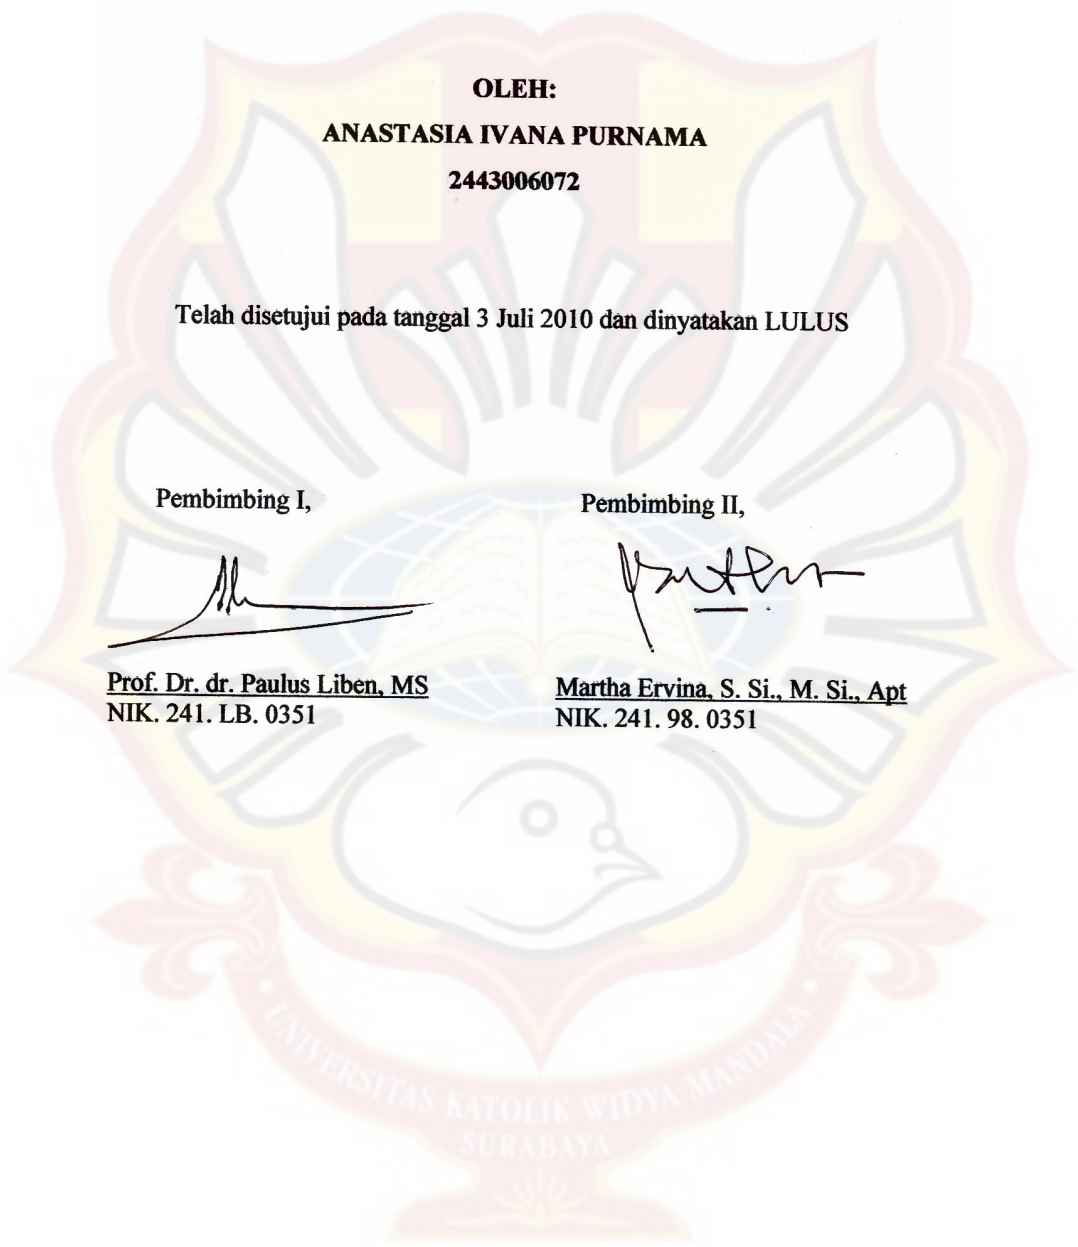 OLEH:
ANASTASIA IVANA PURNAMA
2443006072
Telah disetujui pada tanggal 3 Juli 2010 dan dinyatakan LULUS
Pembimbing I,
Pembimbing II,
Prof. Dr. dr. Paulus Liben, MS
NIK. 241. LB. 0351
Martha Ervina, S. Si., M. Si., Apt
NIK. 241. 98. 0351
· UNIVERSITAS KATOLIK WIDYA MANDALA ·
SURABAYA